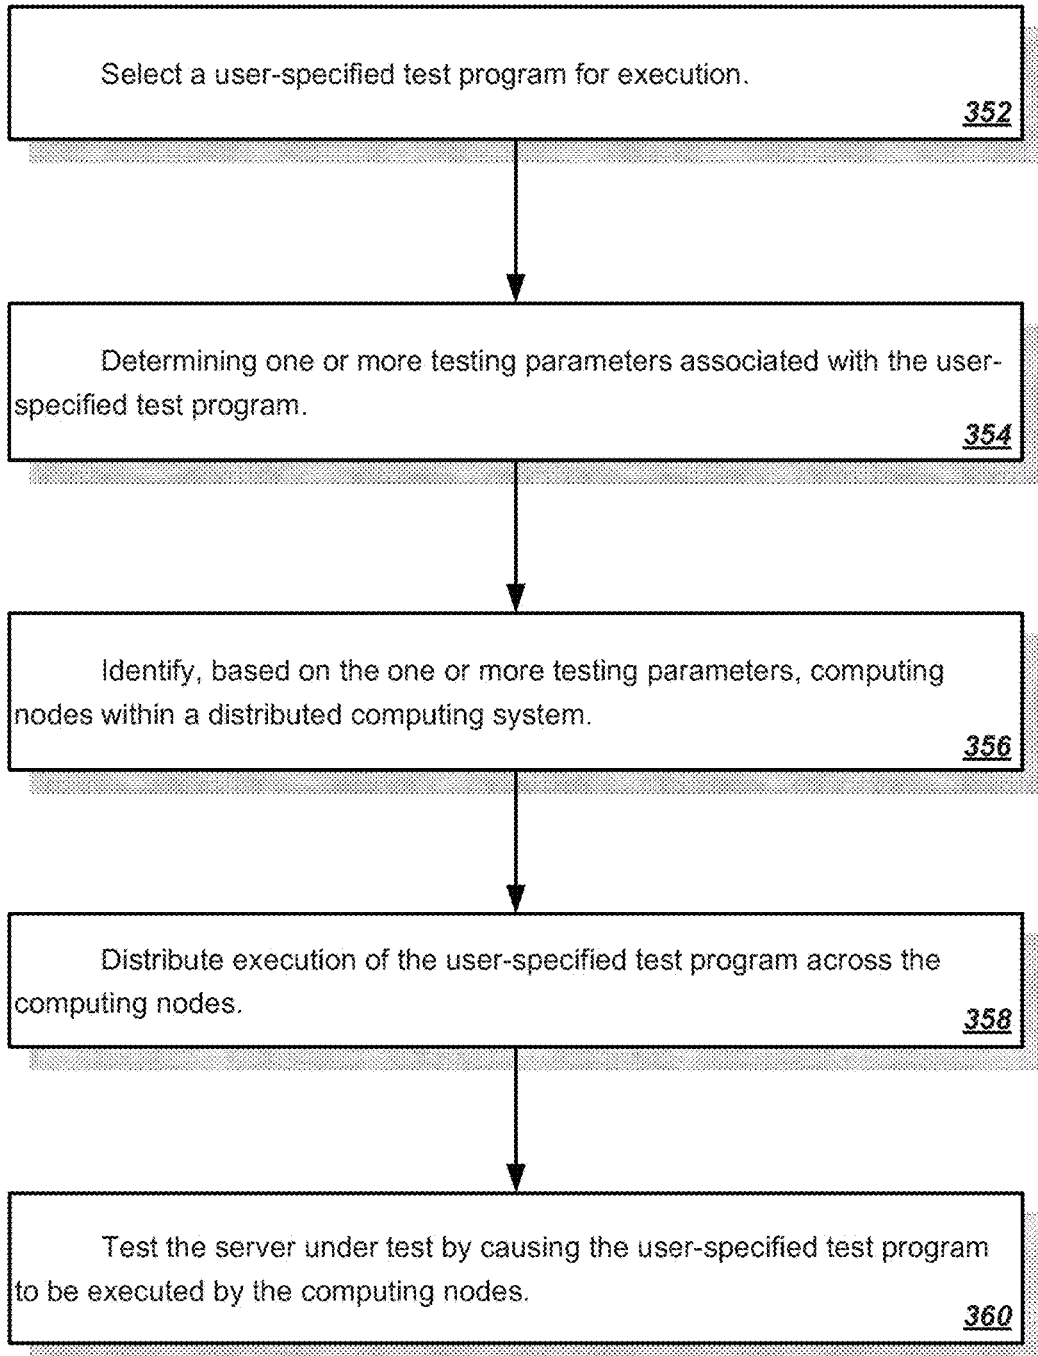 Select a user-specified test program for execution.
352
Determining one or more testing parameters associated with the user-
specified test program.
354
Identify, based on the one or more testing parameters, computing
nodes within a distributed computing system.
356
Distribute execution of the user-specified test program across the
computing nodes.
358
Test the server under test by causing the user-specified test program
to be executed by the computing nodes.
360